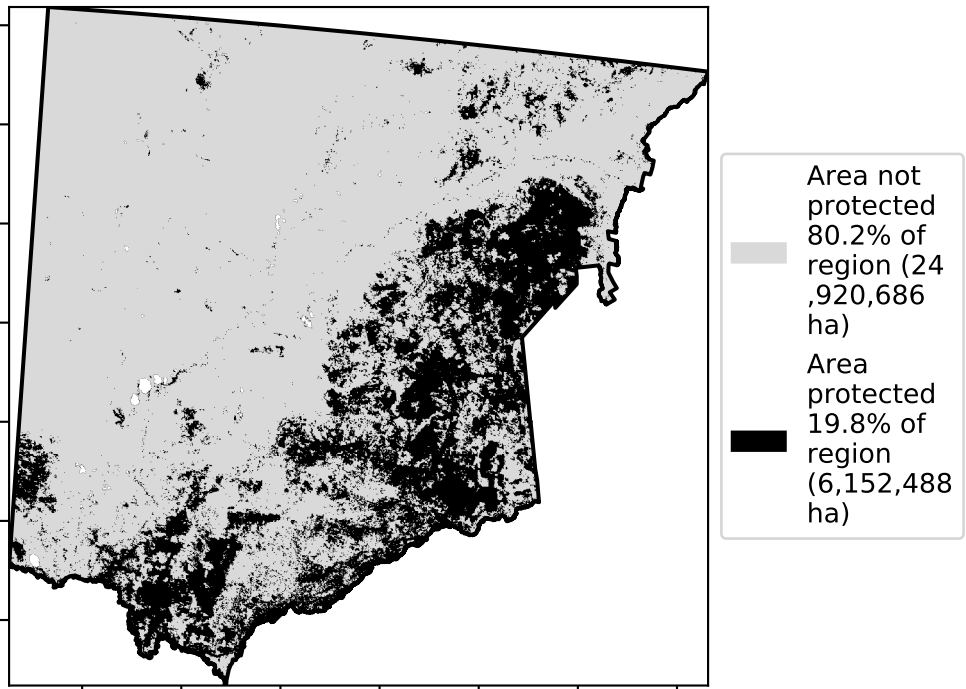 Area not
protected
80.2% of
region (24
,920,686
ha)
Area
protected
19.8% of
region
(6,152,488
ha)